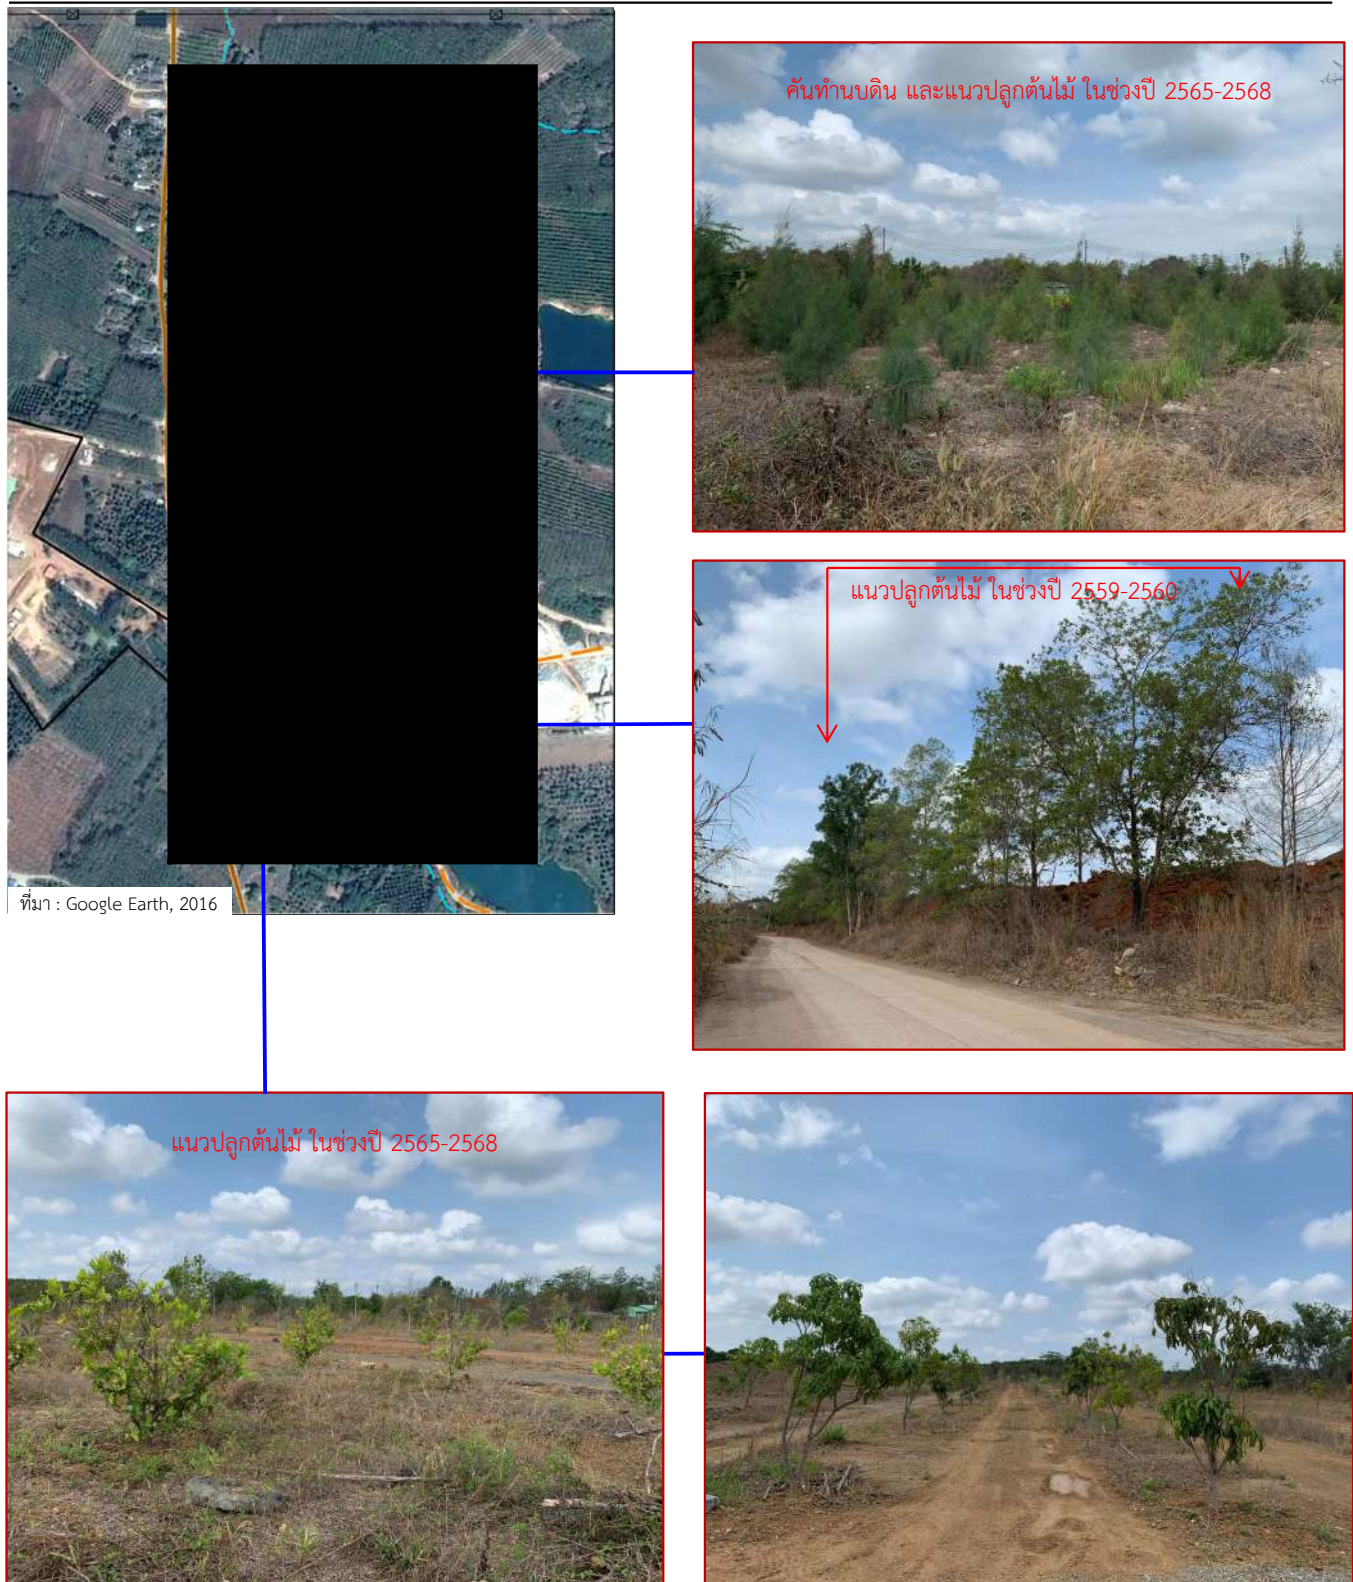 คันทำนบดิน และแนวปลูกต้นไม้ ในช่วงปี 2565-2568
แนวปลูกต้นไม้ ในช่วงปี 2559-2560
ที่มา : Google Earth, 2016
แนวปลูกต้นไม้ ในช่วงปี 2565-2568